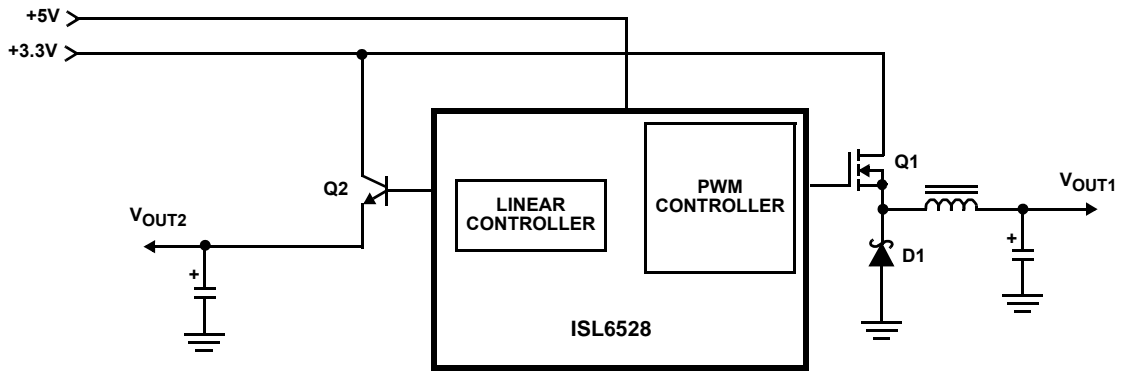 +5V
+3.3V
Q1
PWM
CONTROLLER
Q2
LINEAR
CONTROLLER
VOUT1
VOUT2
D1
+
+
ISL6528